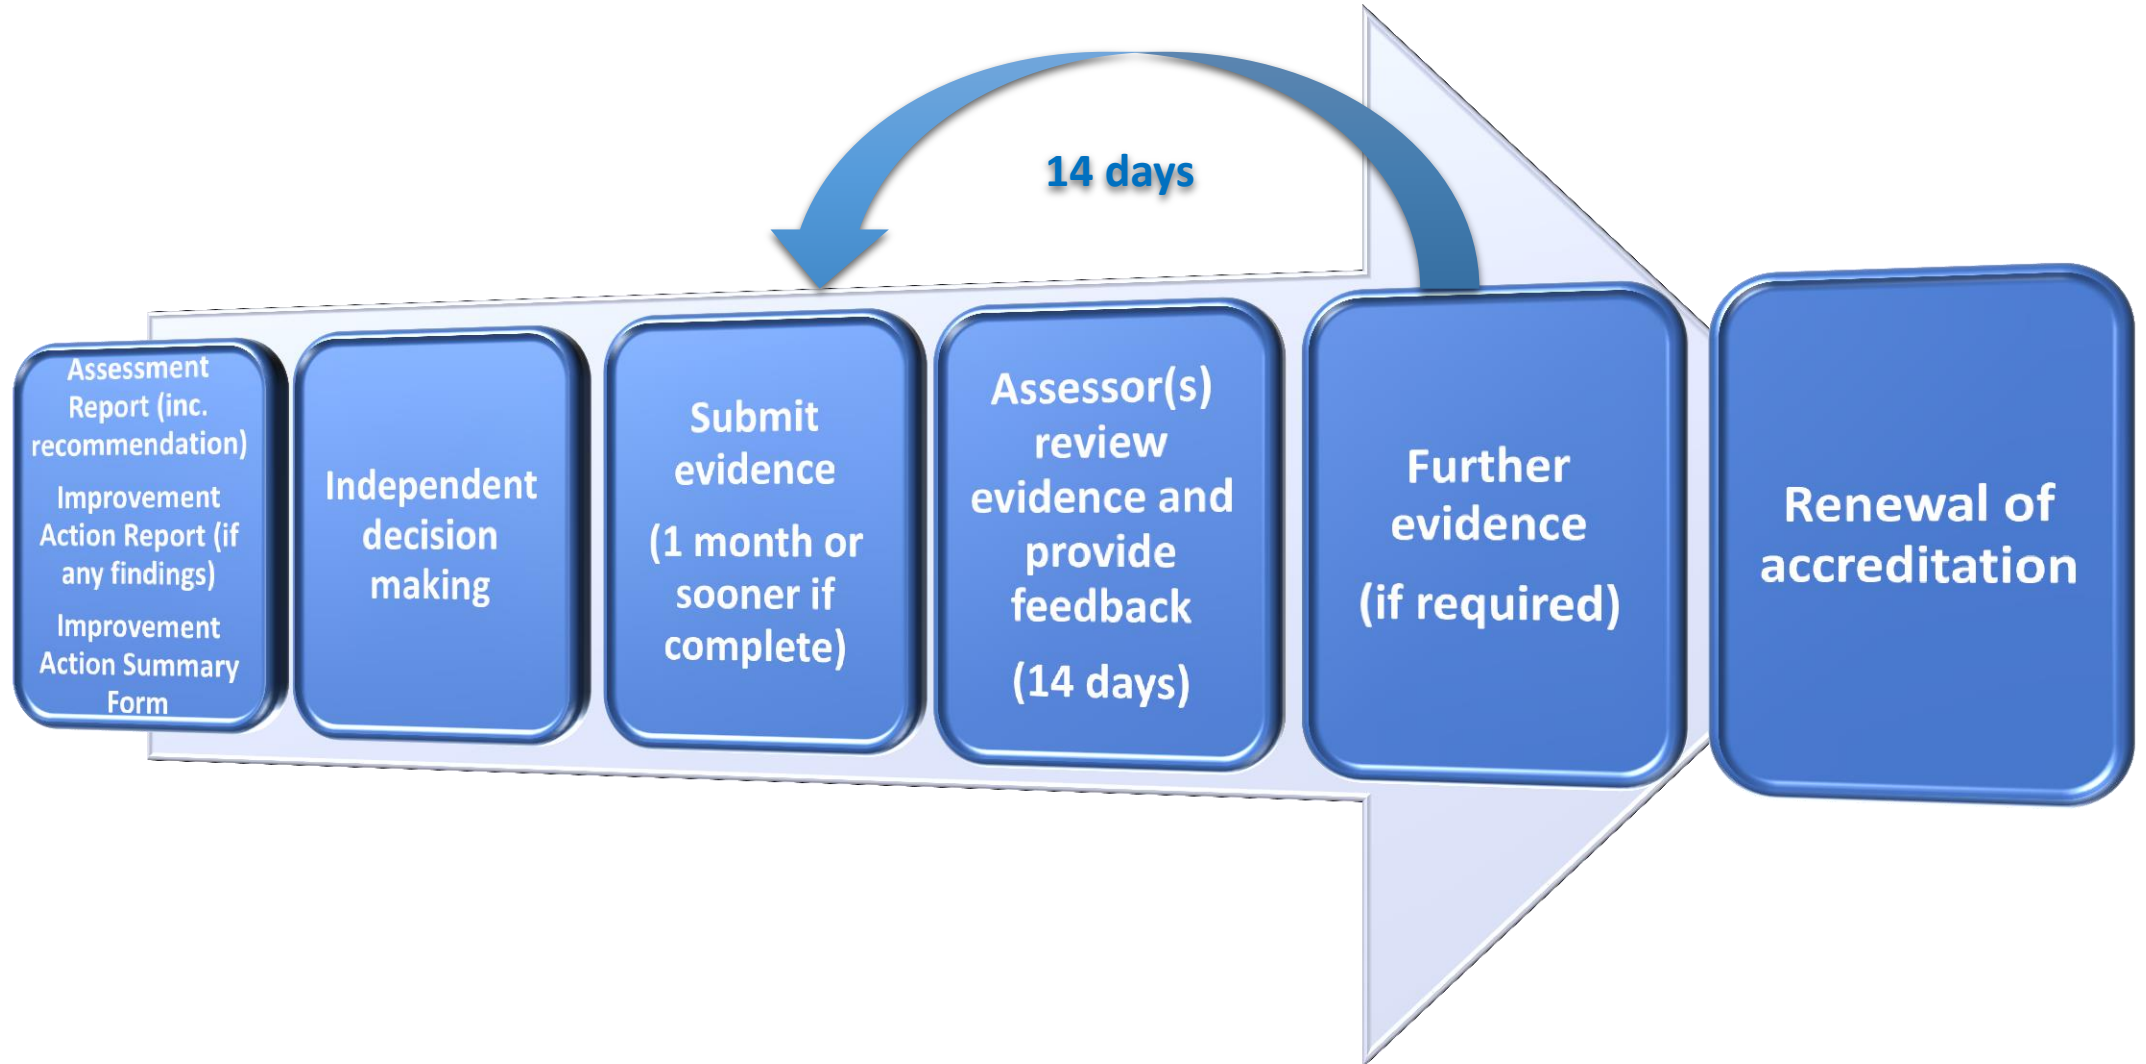 14 days
Assessment
Report (inc.
recommendation)
Improvement
Action Report (if
any findings)
Improvement
Action Summary
Form
Independent
decision
making
Submit
evidence
(1 month or
sooner if
complete)
Assessor(s)
review
evidence and
provide
feedback
(14 days)
Further
evidence
(if required)
Renewal of
accreditation